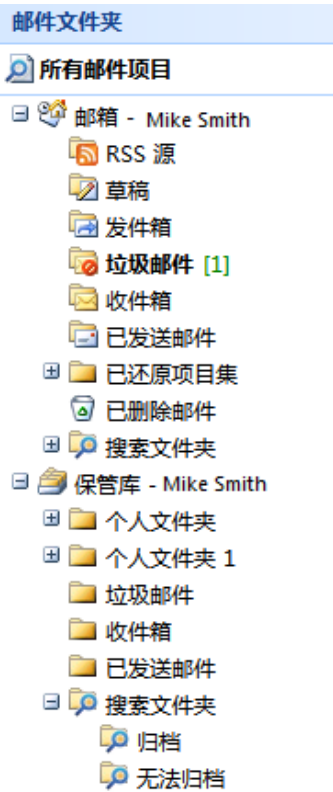 邮件文件夹
所有邮件项目
邮箱 - Mike Smith
RSS 源
草稿
发件箱
垃圾邮件 [1]
收件箱
已发送邮件
已还原项目集
已删除邮件
搜索文件夹
保管库 - Mike Smith
个人文件夹
个人文件夹 1
垃圾邮件
收件箱
已发送邮件
搜索文件夹
归档
无法归档